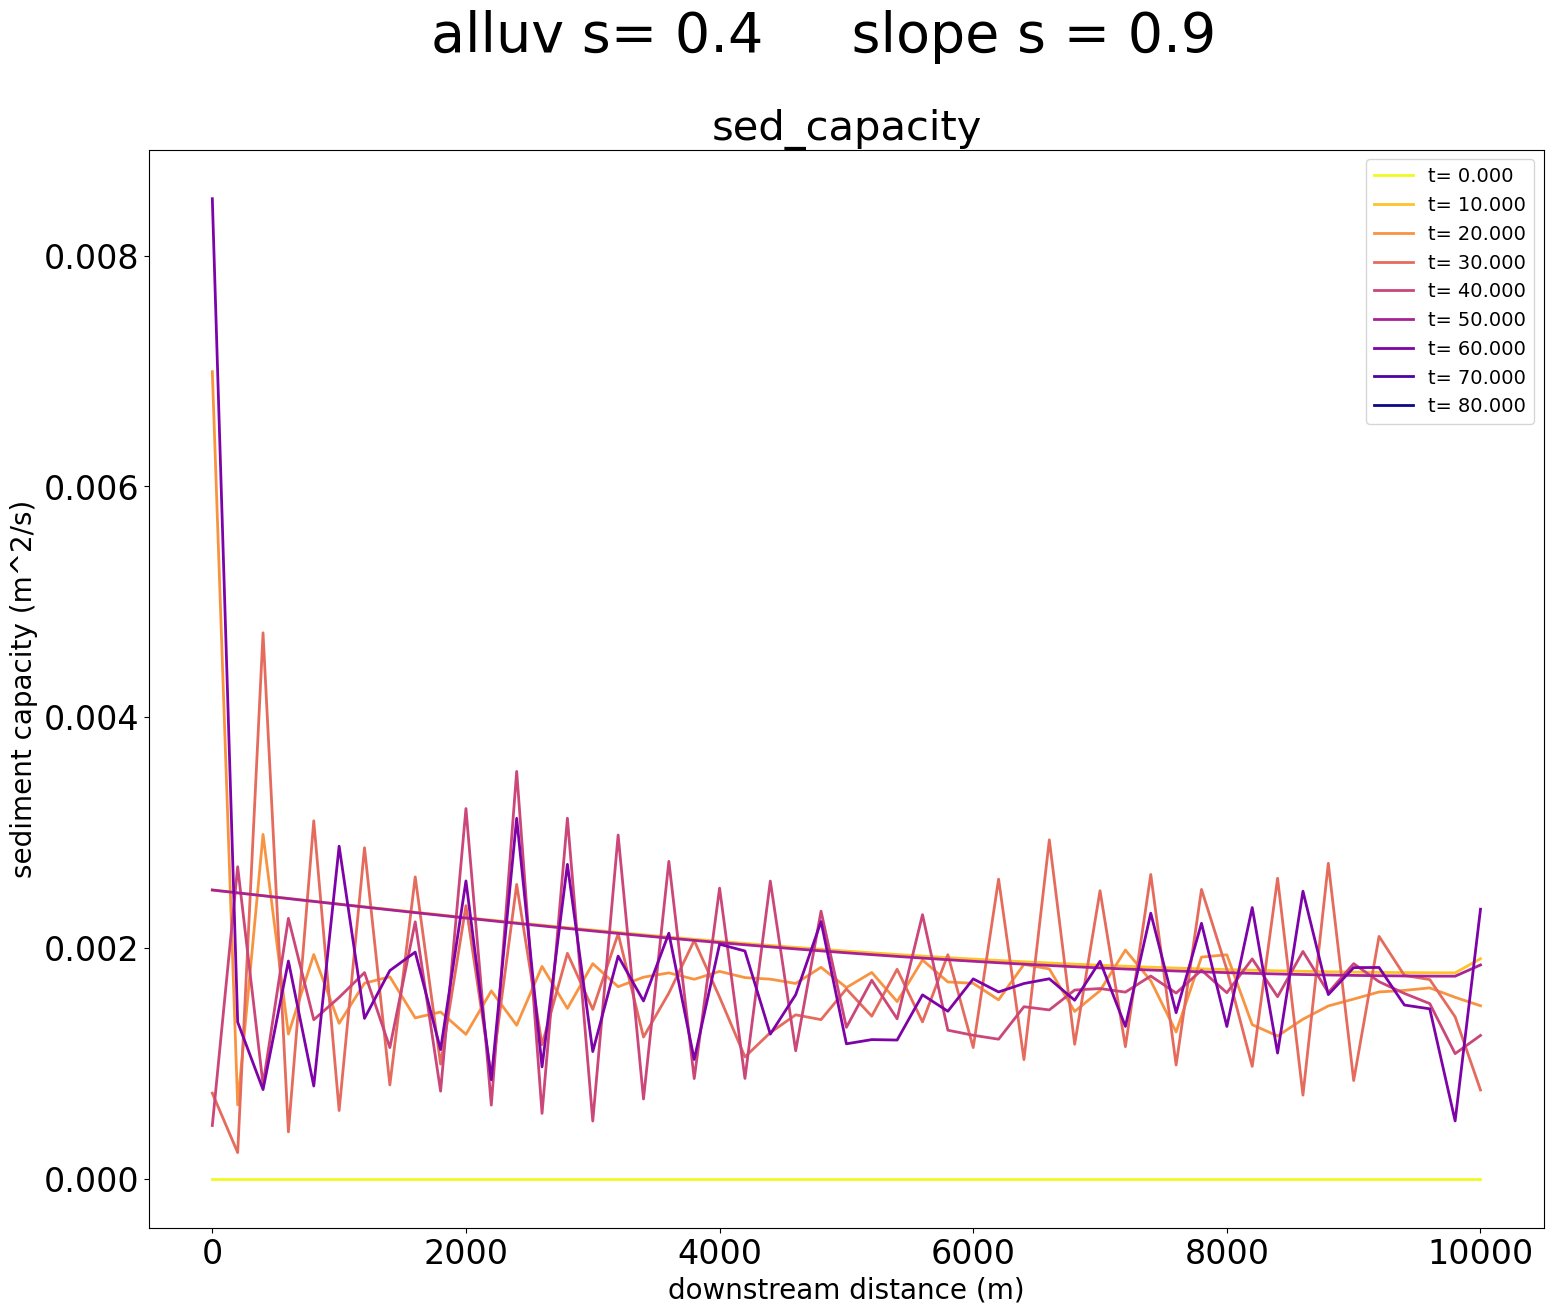 alluv s= 0.4     slope s = 0.9
sed_capacity
t= 0.000
t= 10.000
t= 20.000
t= 30.000
t= 40.000
t= 50.000
t= 60.000
t= 70.000
t= 80.000
0.008
0.006
0.004
0.002
0.000
sediment capacity (m^2/s)
0 2000 4000 6000 8000 10000
downstream distance (m)